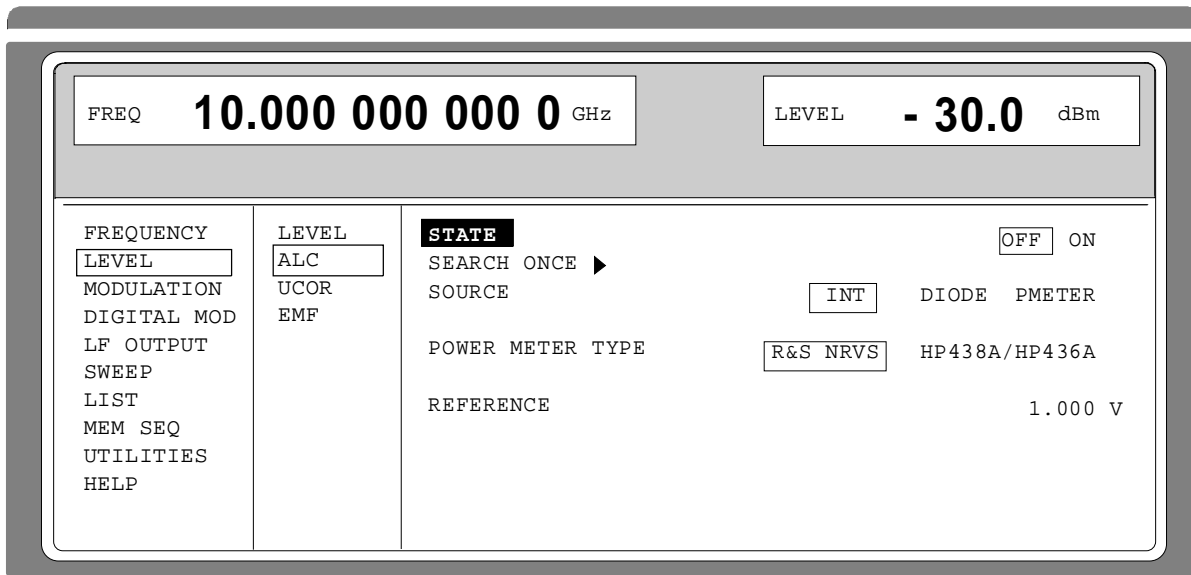 FREQ 10.000 000 000 0 GHz
LEVEL - 30.0 dBm
FREQUENCY
LEVEL
MODULATION
DIGITAL MOD
LF OUTPUT
SWEEP
LIST
MEM SEQ
UTILITIES
HELP
LEVEL
ALC
UCOR
EMF
STATE OFF ON
SEARCH ONCE
SOURCE INT DIODE PMETER
POWER METER TYPE R&S NRVS HP438A/HP436A
REFERENCE 1.000 V